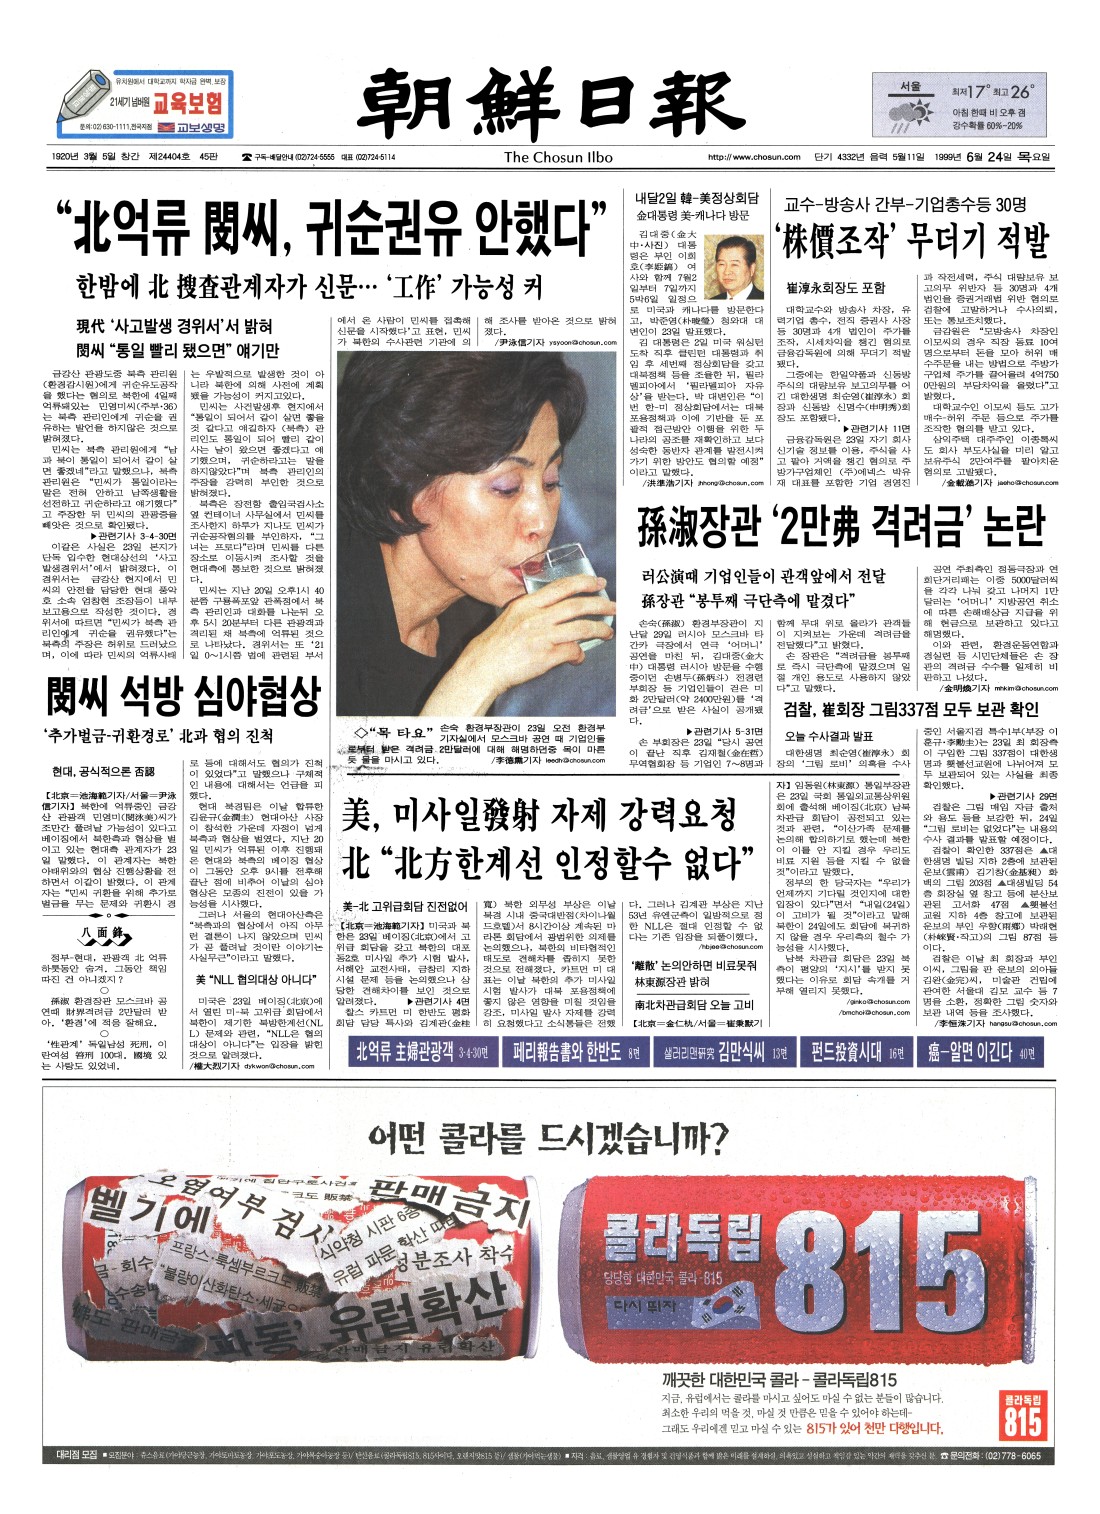 유치원에서 대학교까지 학자금 완벽 보장
21세기 넘버원 교육보험
문의:02)630-1111,전국지점 교보생명
朝鮮日報
서울
최저17° 최고26°
아침 한때 비 오후 갬
강수확률 60%-20%
1920년 3월 5일 창간 제24404호 45판
☎ 구독·배달안내 (02)724-5555 대표 (02)724-5114
The Chosun Ilbo
http://www.chosun.com 단기 4332년 음력 5월11일 1999년 6월 24일 목요일
“北억류 閔씨, 귀순권유 안했다”
한밤에 北 搜査관계자가 신문… ‘工作’ 가능성 커
現代 ‘사고발생 경위서’서 밝혀
閔씨 “통일 빨리 됐으면” 얘기만
금강산 관광도중 북측 관리원
(환경감시원)에게 귀순유도공작
을 했다는 혐의로 북한에 4일째
억류돼있는 민영미씨(주부·36)
는 북측 관리인에게 귀순을 권
유하는 발언을 하지않은 것으로
밝혀졌다.
민씨는 북측 관리원에게 “남
과 북이 통일이 되어서 같이 살
면 좋겠네”라고 말했으나, 북측
관리원은 “민씨가 통일이라는
말은 전혀 안하고 남쪽생활을
선전하고 귀순하라고 얘기했다”
고 주장한 뒤 민씨의 관광증을
빼앗은 것으로 확인됐다.
▶관련기사 3·4·30면
이같은 사실은 23일 본지가
단독 입수한 현대상선의 ‘사고
발생경위서’에서 밝혀졌다. 이
경위서는 금강산 현지에서 민
씨의 안전을 담당한 현대 풍악
호 소속 엄창현 조장등이 내부
보고용으로 작성한 것이다. 경
위서에 따르면 “민씨가 북측 관
리인에게 귀순을 권유했다”는
북측의 주장은 허위로 드러났으
며, 이에 따라 민씨의 억류사태
는 우발적으로 발생한 것이 아
니라 북한에 의해 사전에 계획
됐을 가능성이 커지고있다.
민씨는 사건발생후 현지에서
“통일이 되어서 같이 살면 좋을
것 같다고 얘길하자 (북측) 관
리인도 통일이 되어 빨리 같이
사는 날이 왔으면 좋겠다고 얘
기했으며, 귀순하라고는 말을
하지않았다”며 북측 관리인의
주장을 강력히 부인한 것으로
밝혀졌다.
북측은 장전항 출입국검사소
옆 컨테이너 사무실에서 민씨를
조사한지 하루가 지나도 민씨가
귀순공작혐의를 부인하자, “그
녀는 프로다”라며 민씨를 다른
장소로 이동시켜 조사할 것을
현대측에 통보한 것으로 밝혀졌
다.
민씨는 지난 20일 오후1시 40
분쯤 구룡폭포앞 관폭정에서 북
측 관리인과 대화를 나눈뒤 오
후 5시 20분부터 다른 관광객과
격리된 채 북측에 억류된 것으
로 나타났다. 경위서는 또 ‘21
일 0～1시쯤 법에 관련된 부서
에서 온 사람이 민씨를 접촉해
신문을 시작했다’고 표현, 민씨
가 북한의 수사관련 기관에 의
해 조사를 받아온 것으로 밝혀
졌다.
/尹泳信기자 ysyoon@chosun.com
◇“목 타요” 손숙 환경부장관이 23일 오전 환경부
기자실에서 모스크바 공연 때 기업인들
로부터 받은 격려금 2만달러에 대해 해명하던중 목이 마른
듯 물을 마시고 있다. /李德熏기자 leedh@chosun.com
내달2일 韓-美정상회담
金대통령 美·캐나다 방문
김대중(金大
中·사진) 대통
령은 부인 이희
호(李姬鎬) 여
사와 함께 7월2
일부터 7일까지
5박6일 일정으
로 미국과 캐나다를 방문한다
고, 박준영(朴晙瑩) 청와대 대
변인이 23일 발표했다.
김 대통령은 2일 미국 워싱턴
도착 직후 클린턴 대통령과 취
임 후 세번째 정상회담을 갖고
대북정책 등을 조율한 뒤, 필라
델피아에서 ‘필라델피아 자유
상’을 받는다. 박 대변인은 “이
번 한-미 정상회담에서는 대북
포용정책과 이에 기반을 둔 포
괄적 접근방안 이행을 위한 두
나라의 공조를 재확인하고 보다
성숙한 동반자 관계를 발전시켜
가기 위한 방안도 협의할 예정”
이라고 말했다.
/洪準浩기자 jhhong@chosun.com
교수-방송사 간부-기업총수등 30명
‘株價조작’ 무더기 적발
崔淳永회장도 포함
대학교수와 방송사 차장, 유
력기업 총수, 전직 증권사 사장
등 30명과 4개 법인이 주가를
조작, 시세차익을 챙긴 혐의로
금융감독원에 의해 무더기 적발
됐다.
그중에는 한일약품과 신동방
주식의 대량보유 보고의무를 어
긴 대한생명 최순영(崔淳永) 회
장과 신동방 신명수(申明秀)회
장도 포함됐다.
▶관련기사 11면
금융감독원은 23일 자기 회사
신기술 정보를 이용, 주식을 사
고 팔아 거액을 챙긴 혐의로 주
방가구업체인 (주)에넥스 박유
재 대표를 포함한 기업 경영진
과 작전세력, 주식 대량보유 보
고의무 위반자 등 30명과 4개
법인을 증권거래법 위반 혐의로
검찰에 고발하거나 수사의뢰,
또는 통보조치했다.
금감원은 “모방송사 차장인
이모씨의 경우 직장 동료 10여
명으로부터 돈을 모아 허위 매
수주문을 내는 방법으로 주방가
구업체 주가를 끌어올려 4억750
0만원의 부당차익을 올렸다”고
밝혔다.
대학교수인 이모씨 등도 고가
매수·허위 주문 등으로 주가를
조작한 혐의를 받고 있다.
삼익주택 대주주인 이종록씨
도 회사 부도사실을 미리 알고
보유주식 2만여주를 팔아치운
혐의로 고발됐다.
/金載滺기자 jaeho@chosun.com
孫淑장관 ‘2만弗 격려금’ 논란
러公演때 기업인들이 관객앞에서 전달
孫장관 “봉투째 극단측에 맡겼다”
손숙(孫淑) 환경부장관이 지
난달 29일 러시아 모스크바 타
간카 극장에서 연극 ‘어머니’
공연을 마친 뒤, 김대중(金大
中) 대통령 러시아 방문을 수행
중이던 손병두(孫炳斗) 전경련
부회장 등 기업인들이 걷은 미
화 2만달러(약 2400만원)를 ‘격
려금’으로 받은 사실이 공개됐
다.
▶관련기사 5·31면
손 부회장은 23일 “당시 공연
이 끝난 직후 김재철(金在哲)
무역협회장 등 기업인 7～8명과
함께 무대 위로 올라가 관객들
이 지켜보는 가운데 격려금을
전달했다”고 밝혔다.
손 장관은 “격려금을 봉투째
로 즉시 극단측에 맡겼으며 일
절 개인 용도로 사용하지 않았
다”고 말했다.
공연 주최측인 정동극장과 연
희단거리패는 이중 5000달러씩
을 각각 나눠 갖고 나머지 1만
달러는 ‘어머니’ 지방공연 취소
에 따른 손해배상금 지급을 위
해 현금으로 보관하고 있다고
해명했다.
이와 관련, 환경운동연합과
경실련 등 시민단체들은 손 장
관의 격려금 수수를 일제히 비
판하고 나섰다.
/金明煥기자 mhkim@chosun.com
검찰, 崔회장 그림337점 모두 보관 확인
오늘 수사결과 발표
대한생명 최순영(崔淳永) 회
장의 ‘그림 로비’ 의혹을 수사
중인 서울지검 특수1부(부장 이
훈규·李勳圭)는 23일 최 회장측
이 구입한 그림 337점이 대한생
명과 횃불선교원에 나뉘어져 모
두 보관되어 있는 사실을 최종
확인했다.
▶관련기사 29면
검찰은 그림 매입 자금 출처
와 용도 등을 보강한 뒤, 24일
“그림 로비는 없었다”는 내용의
수사 결과를 발표할 예정이다.
검찰이 확인한 337점은 ▲대
한생명 빌딩 지하 2층에 보관된
운보(雲甫) 김기창(金基昶) 화
백의 그림 203점 ▲대생빌딩 54
층 회장실 옆 창고 등에 분산보
관된 고서화 47점 ▲횃불선
교원 지하 4층 창고에 보관된
운보의 부인 우향(雨鄕) 박래현
(朴崍賢·작고)의 그림 87점 등
이다.
검찰은 이날 최 회장과 부인
이씨, 그림을 판 운보의 외아들
김완(金完)씨, 미술관 건립에
관여한 서울대 김모 교수 등 7
명을 소환, 정확한 그림 숫자와
보관 내역 등을 조사했다.
/李恒洙기자 hangsu@chosun.com
閔씨 석방 심야협상
‘추가벌금-귀환경로’ 北과 협의 진척
현대, 공식적으론 否認
【北京=池海範기자/서울=尹泳
信기자】북한에 억류중인 금강
산 관광객 민영미(閔泳美)씨가
조만간 풀려날 가능성이 있다고
베이징에서 북한측과 협상을 벌
이고 있는 현대측 관계자가 23
일 말했다. 이 관계자는 북한
아태위와의 협상 진행상황을 전
하면서 이같이 밝혔다. 이 관계
자는 “민씨 귀환을 위해 추가로
벌금을 무는 문제와 귀환시 경
로 등에 대해서도 협의가 진척
이 있었다”고 말했으나 구체적
인 내용에 대해서는 언급을 피
했다.
현대 북경팀은 이날 합류한
김윤규(金潤圭) 현대아산 사장
이 참석한 가운데 자정이 넘게
북측과 협상을 벌였다. 지난 20
일 민씨가 억류된 이후 진행돼
온 현대와 북측의 베이징 협상
이 그동안 오후 9시를 전후해
끝난 점에 비추어 이날의 심야
협상은 모종의 진전이 있을 가
능성을 시사했다.
그러나 서울의 현대아산측은
“북측과의 협상에서 아직 아무
런 결론이 나지 않았으며 민씨
가 곧 풀려날 것이란 이야기는
사실무근”이라고 말했다.
八面鋒
정부·현대, 관광객 北 억류
하룻동안 숨겨. 그동안 책임
따진 건 아니겠지?
○
孫淑 환경장관 모스크바 공
연때 財界격려금 2만달러 받
아. ‘환경’에 적응 잘해요.
○
‘性관광’ 독일남성 死刑, 이
란여성 笞刑 100대. 國境 있
는 사랑도 있었네.
美 “NLL 협의대상 아니다”
미국은 23일 베이징(北京)에
서 열린 미-북 고위급 회담에서
북한이 제기한 북방한계선(NL
L) 문제와 관련, “NLL은 협의
대상이 아니다”는 입장을 밝힌
것으로 알려졌다.
/權大烈기자 dykwon@chosun.com
美, 미사일發射 자제 강력요청
北 “北方한계선 인정할수 없다”
美-北 고위급회담 진전없어
【北京=池海範기자】미국과 북
한은 23일 베이징(北京)에서 고
위급 회담을 갖고 북한의 대포
동2호 미사일 추가 시험 발사,
서해안 교전사태, 금창리 지하
시설 문제 등을 논의했으나 상
당한 견해차이를 보인 것으로
알려졌다. ▶관련기사 4면
찰스 카트먼 미 한반도 평화
회담 담당 특사와 김계관(金桂
寬) 북한 외무성 부상은 이날
북경 시내 중국대반점(차이나월
드호텔)서 8시간이상 계속된 마
라톤 회담에서 광범위한 의제를
논의했으나, 북한의 비타협적인
태도로 견해차를 좁히지 못한
것으로 전해졌다. 카트먼 미 대
표는 이날 북한의 추가 미사일
시험 발사가 대북 포용정책에
좋지 않은 영향을 미칠 것임을
강조, 미사일 발사 자제를 강력
히 요청했다고 소식통들은 전했
다. 그러나 김계관 부상은 지난
53년 유엔군측이 일방적으로 정
한 NLL은 절대 인정할 수 없
다는 기존 입장을 되풀이했다.
/hbjee@chosun.com
‘離散’ 논의안하면 비료못줘
林東源장관 밝혀
남북차관급회담 오늘 고비
【北京=金仁杭/서울=崔秉默기
자】임동원(林東源) 통일부장관
은 23일 국회 통일외교통상위원
회에 출석해 베이징(北京) 남북
차관급 회담이 공전되고 있는
것과 관련, “이산가족 문제를
논의해 합의하기로 했는데 북한
이 이를 안 지킬 경우 우리도
비료 지원 등을 지킬 수 없을
것”이라고 말했다.
정부의 한 당국자는 “우리가
언제까지 기다릴 것인지에 대한
입장이 있다”면서 “내일(24일)
이 고비가 될 것”이라고 말해
북한이 24일에도 회담에 복귀하
지 않을 경우 우리측의 철수 가
능성을 시사했다.
남북 차관급 회담은 23일 북
측이 평양의 ‘지시’를 받지 못
했다는 이유로 회담 속개를 거
부해 열리지 못했다.
/ginko@chosun.com
/bmchoi@chosun.com
北억류 主婦관광객 3·4·30면
페리報告書와 한반도 8면
샐러리맨硏究 김만식씨 13면
펀드投資시대 16면
癌-알면 이긴다 40면
어떤 콜라를 드시겠습니까?
오염여부 검사
벨기에
판매금지
식약청 시판 6종
유럽 파문 확산 따라
성분조사 착수
프랑스·룩셈부르크도 販禁
“불량이산화탄소·세균
유럽확산
파동’
콜라독립
815
당당한 대한민국 콜라-815
다시 뛰자
깨끗한 대한민국 콜라 - 콜라독립815
지금, 유럽에서는 콜라를 마시고 싶어도 마실 수 없는 분들이 많습니다.
최소한 우리의 먹을 것, 마실 것 만큼은 믿을 수 있어야 하는데-
그래도 우리에겐 믿고 마실 수 있는 815가 있어 천만 다행입니다.
콜라독립
815
대리점 모집
☎문의전화 : (02)778-6065